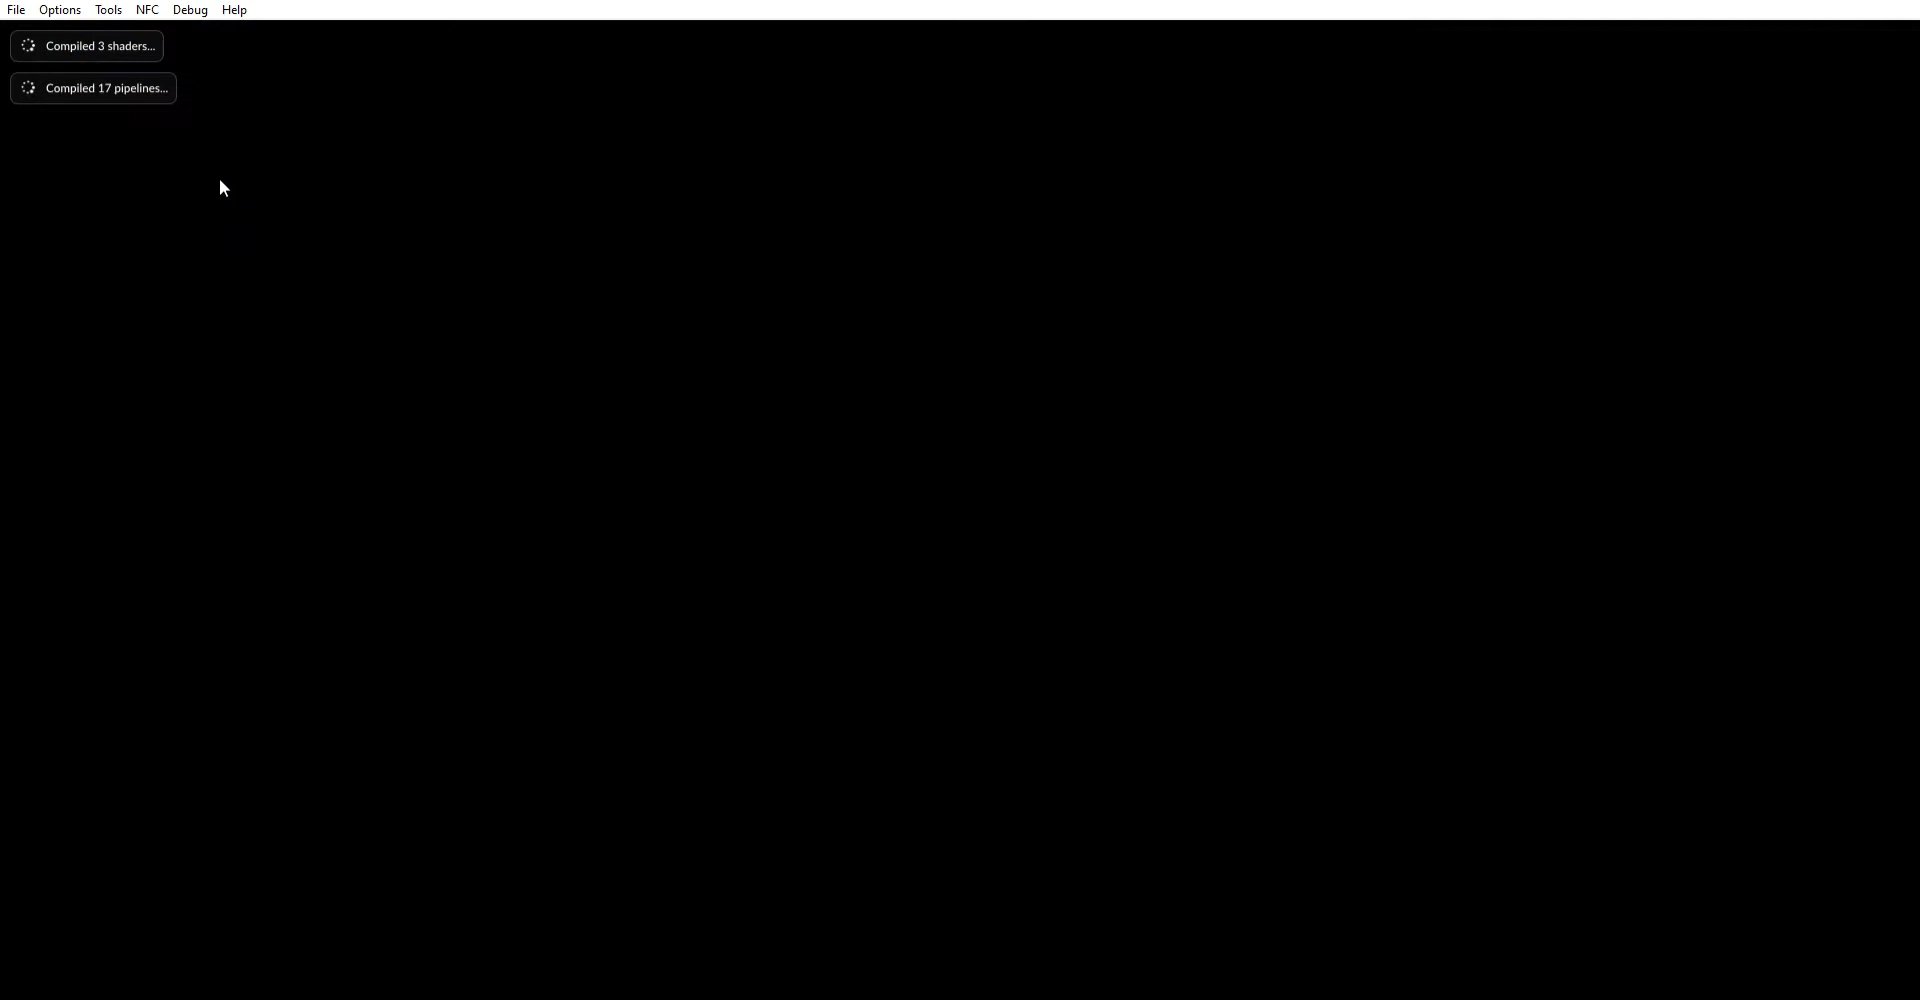 File Options Tools NFC Debug Help
Compiled 3 shaders...
Compiled 17 pipelines...